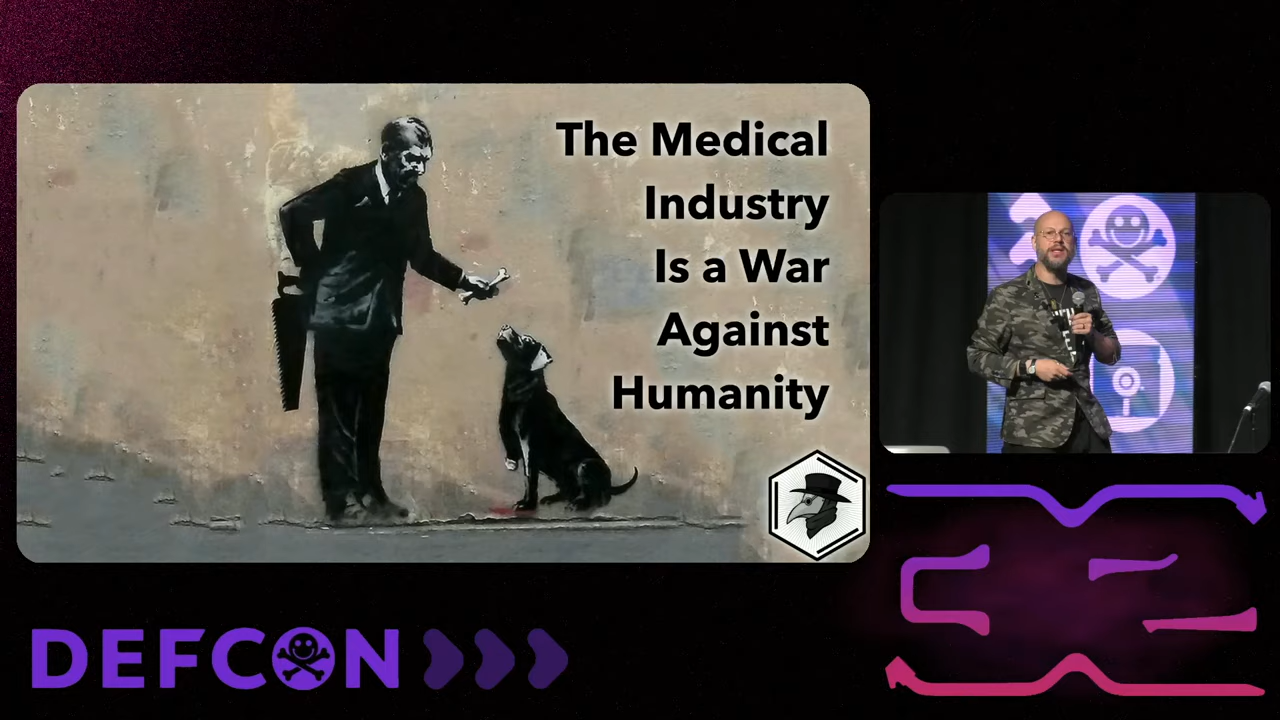 The Medical
Industry
Is a War
Against
Humanity
DEFCON